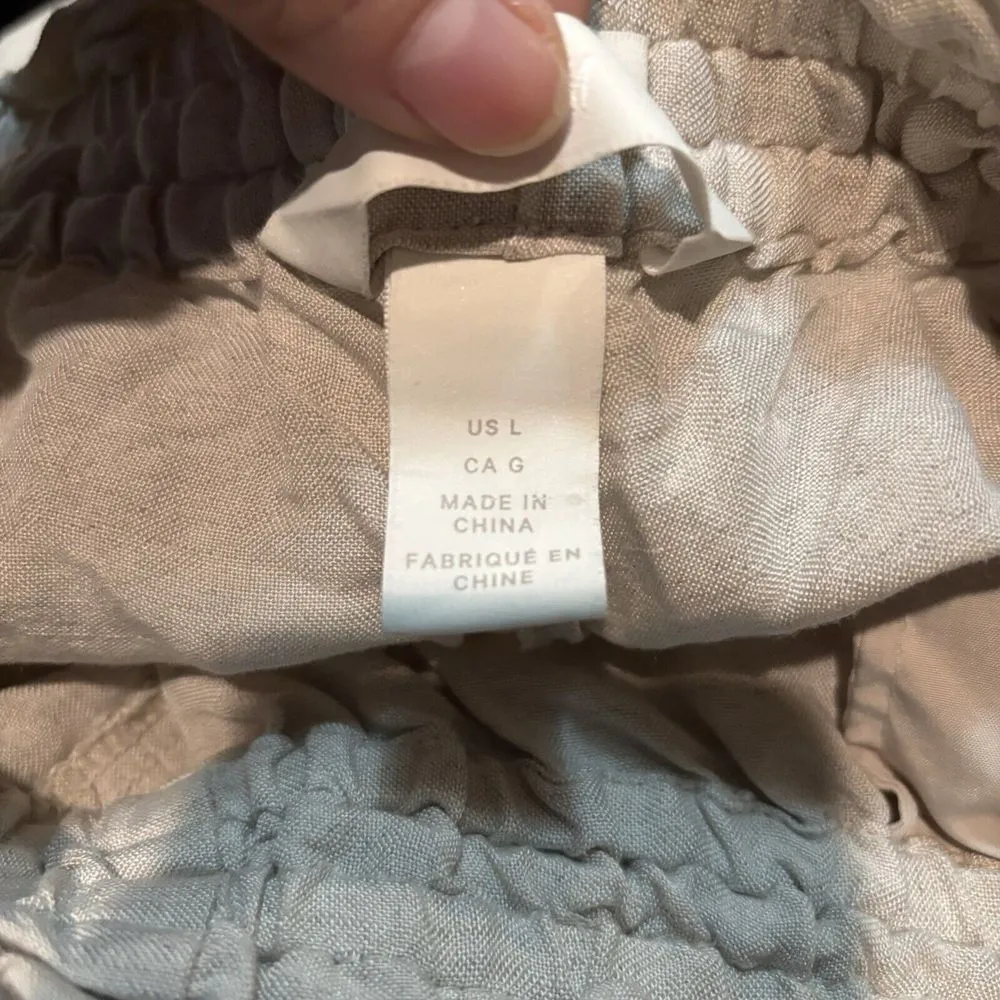 US L
CA G
MADE IN
CHINA
FABRIQUÉ EN
CHINE